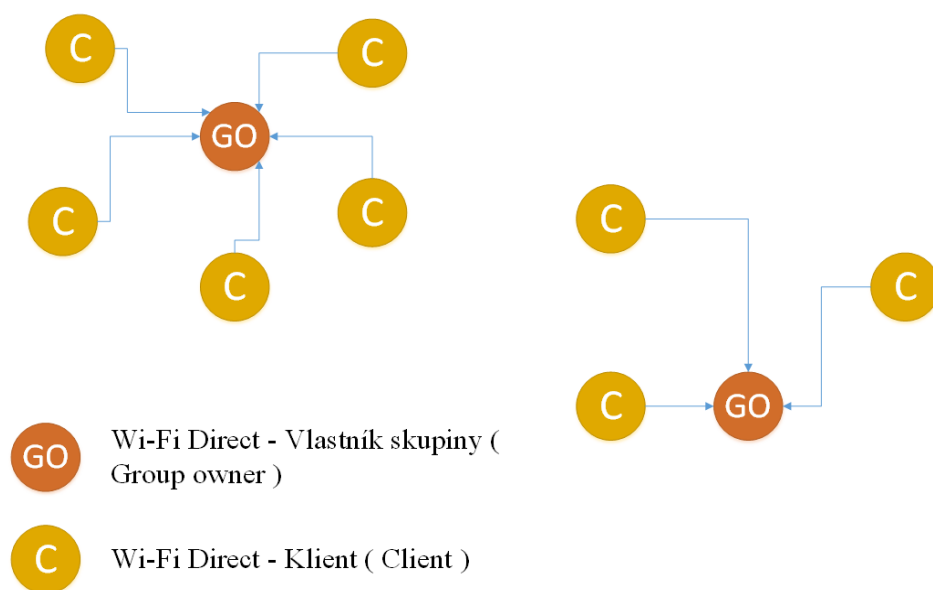 C
C
GO
C
C
C
C
C
C
GO
GO
Wi-Fi Direct - Vlastník skupiny (
Group owner )
C
Wi-Fi Direct - Klient ( Client )